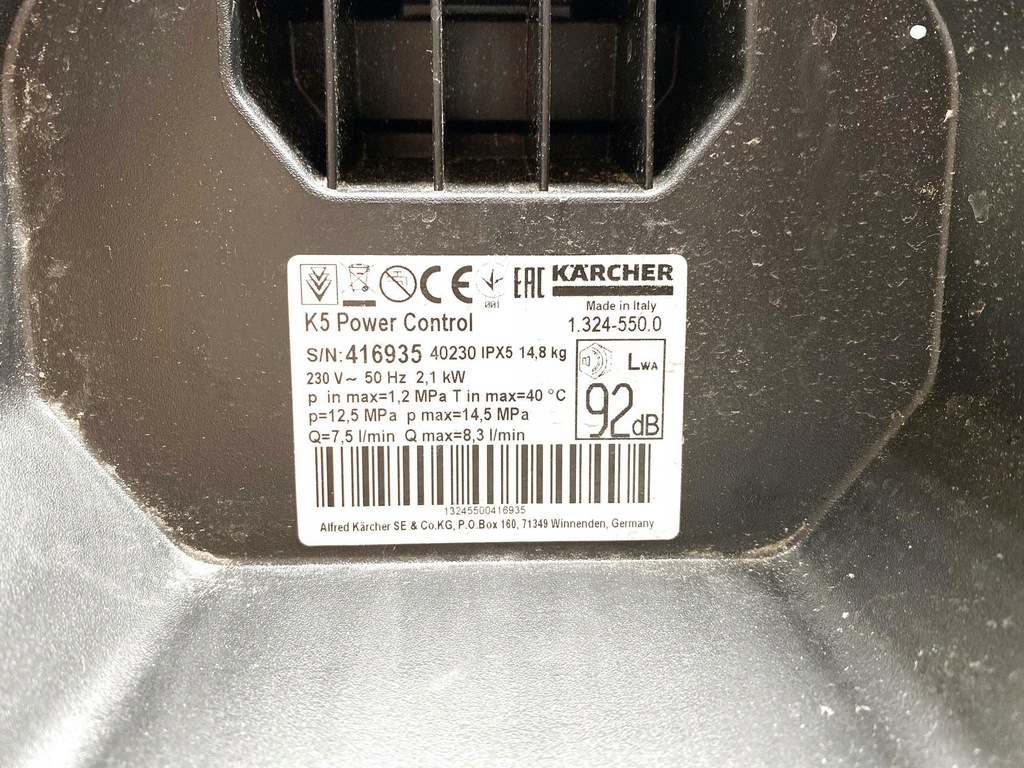 CE 001 EAC KÄRCHER
Made in Italy
K5 Power Control 1.324-550.0
S/N:416935 40230 IPX5 14,8 kg
230 V~ 50 Hz 2,1 kW
p in max=1,2 MPa T in max=40 °C
p=12,5 MPa p max=14,5 MPa
Q=7,5 l/min Q max=8,3 l/min
LWA
92dB
13245500416935
Alfred Kärcher SE & Co.KG, P.O.Box 160, 71349 Winnenden, Germany